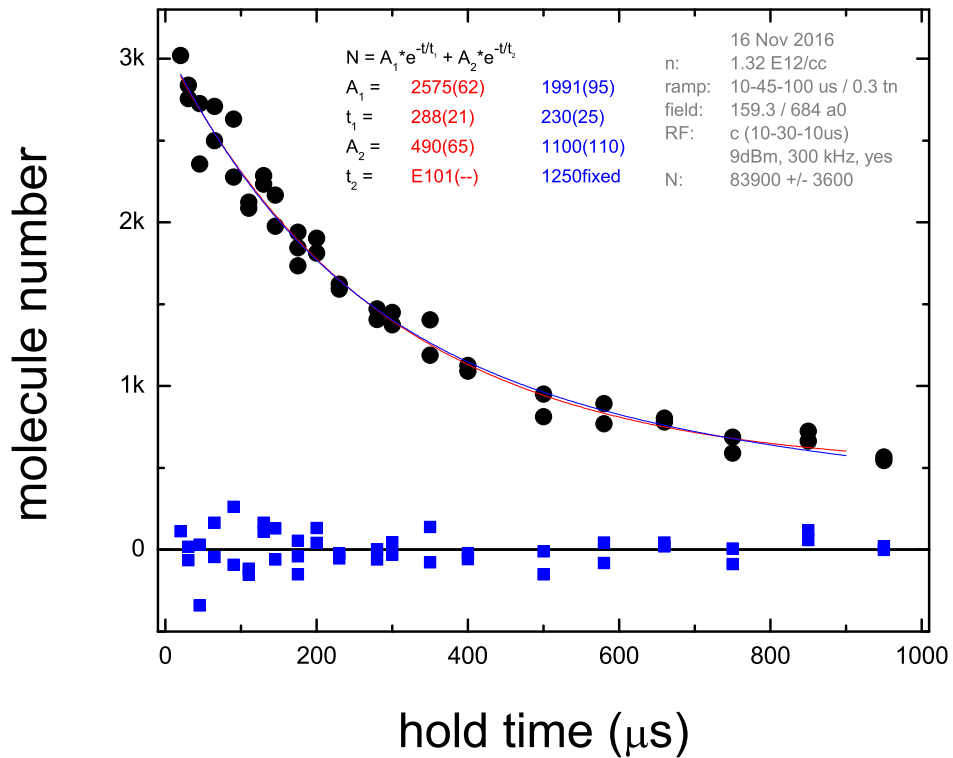 molecule number
3k
2k
1k
0
N = A1*e-t/t1 + A2*e-t/t2
A1 = 2575(62) 1991(95)
t1 = 288(21) 230(25)
A2 = 490(65) 1100(110)
t2 = E101(--) 1250fixed
16 Nov 2016
n: 1.32 E12/cc
ramp: 10-45-100 us / 0.3 tn
field: 159.3 / 684 a0
RF: c (10-30-10us)
9dBm, 300 kHz, yes
N: 83900 +/- 3600
0 200 400 600 800 1000
hold time (μs)